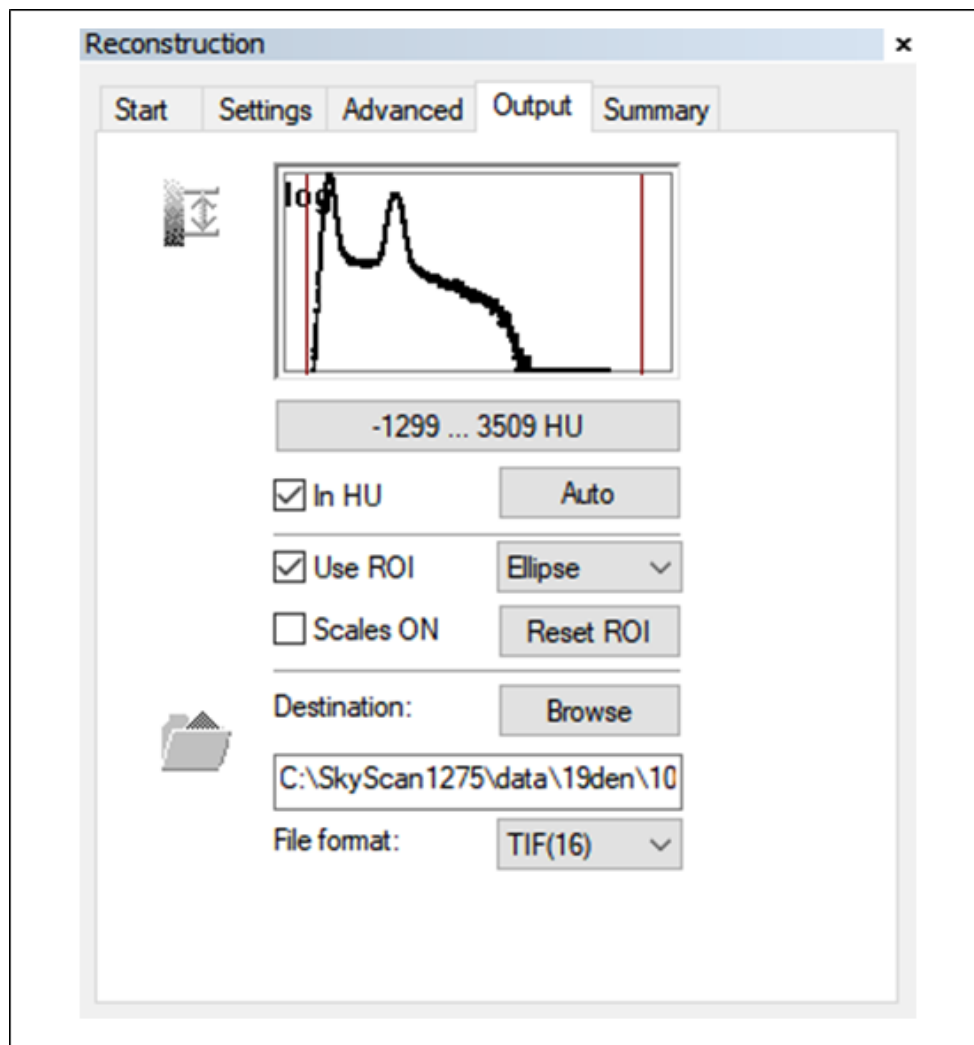 Reconstruction
Start Settings Advanced Output Summary
log
-1299 ... 3509 HU
In HU Auto
Use ROI Ellipse
Scales ON Reset ROI
Destination: Browse
C:\SkyScan1275\data\19den\10
File format: TIF(16)